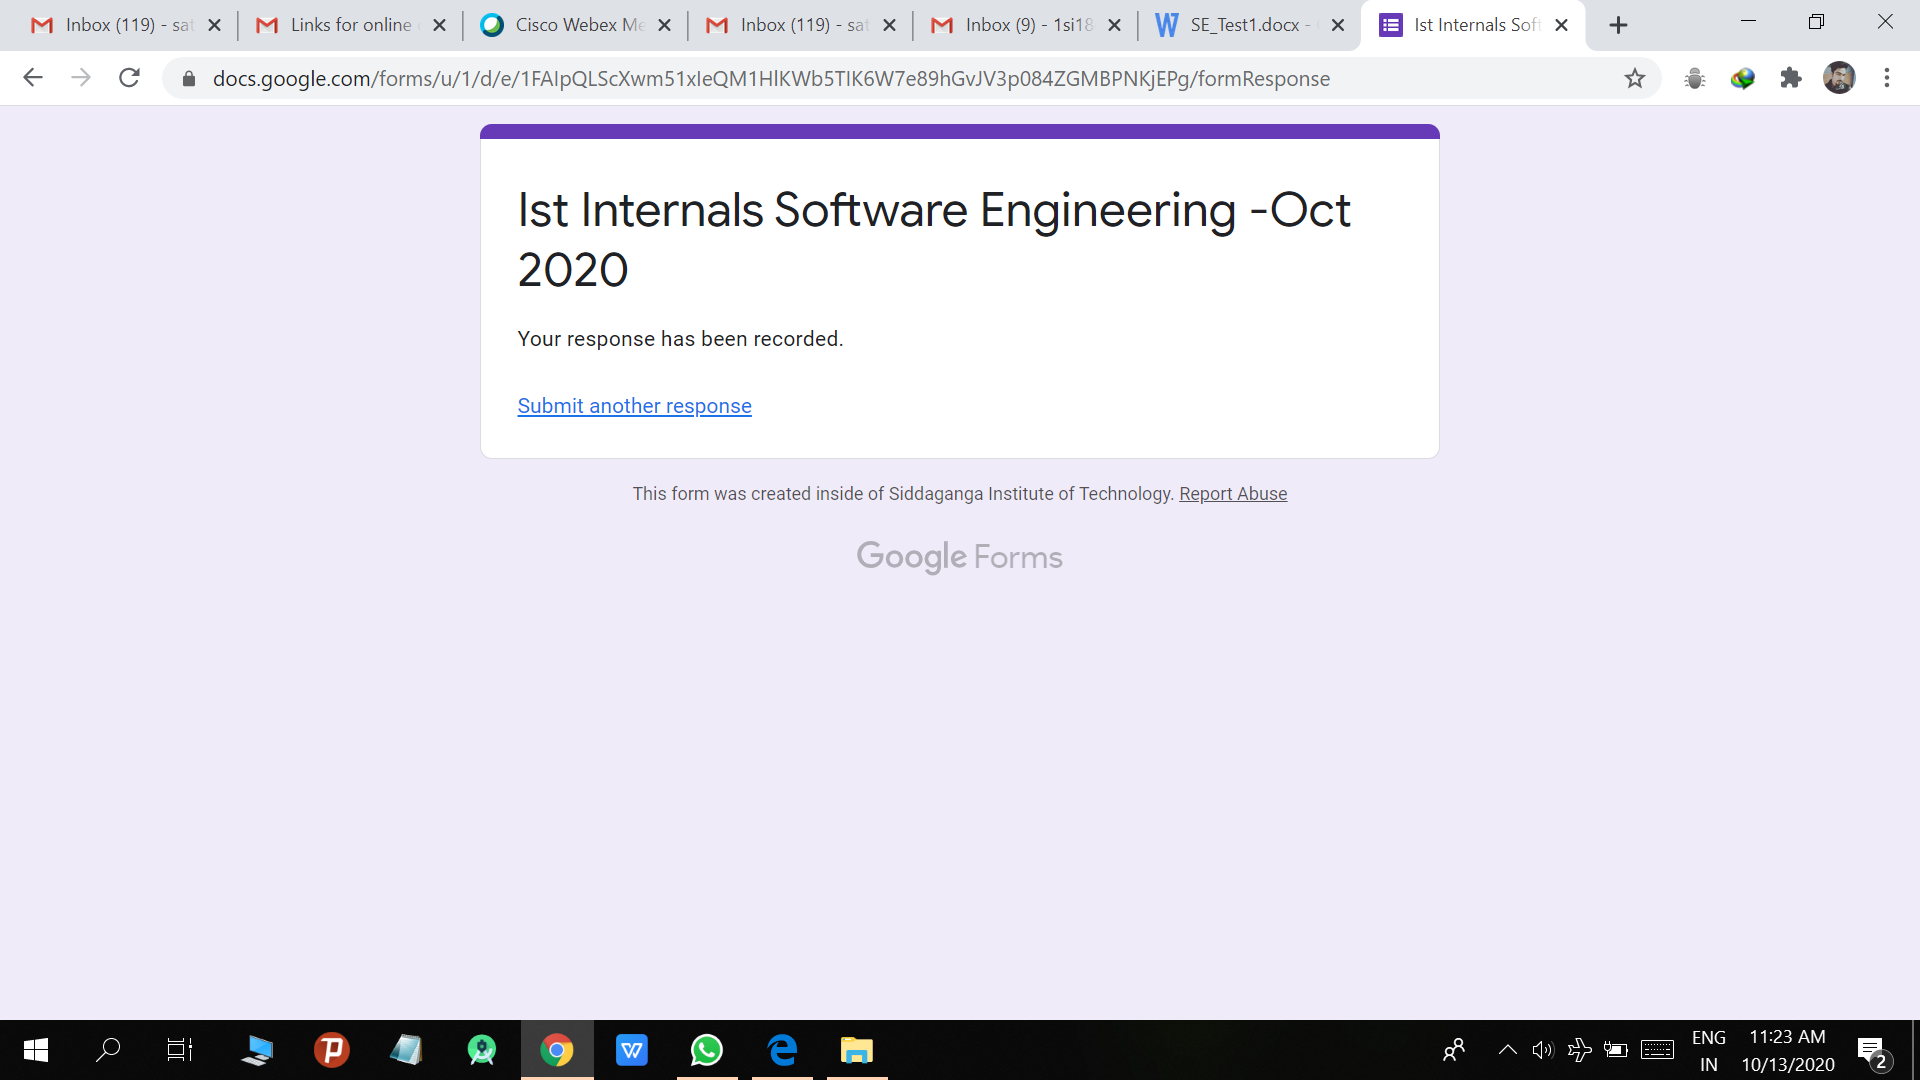 Inbox (119) - sat
Links for online
Cisco Webex Me
Inbox (119) - sat
Inbox (9) - 1si18
SE_Test1.docx -
Ist Internals Soft
docs.google.com/forms/u/1/d/e/1FAIpQLScXwm51xIeQM1HlKWb5TIK6W7e89hGvJV3p084ZGMBPNKjEPg/formResponse
Ist Internals Software Engineering -Oct
2020
Your response has been recorded.
Submit another response
This form was created inside of Siddaganga Institute of Technology. Report Abuse
Google Forms
ENG
IN
11:23 AM
10/13/2020
2